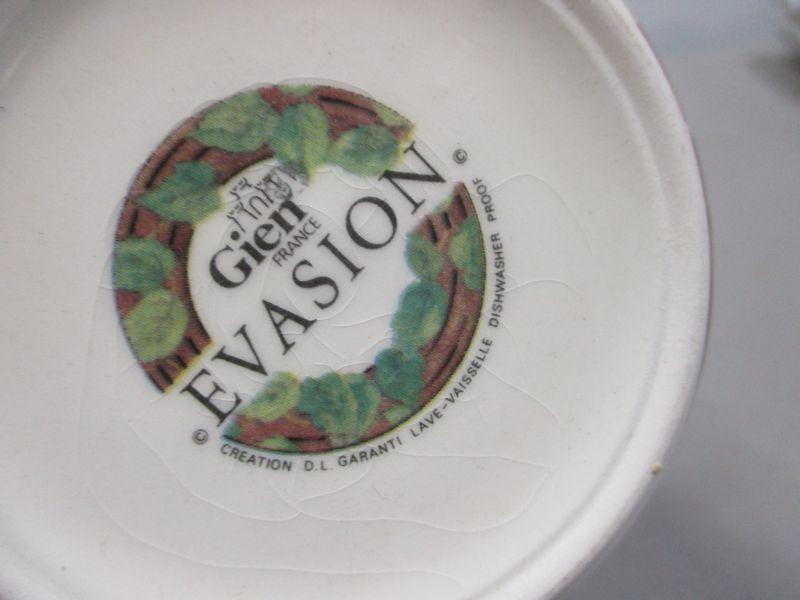 Gien
FRANCE
EVASION
©
© CREATION D.L. GARANTI LAVE-VAISSELLE DISHWASHER PROOF